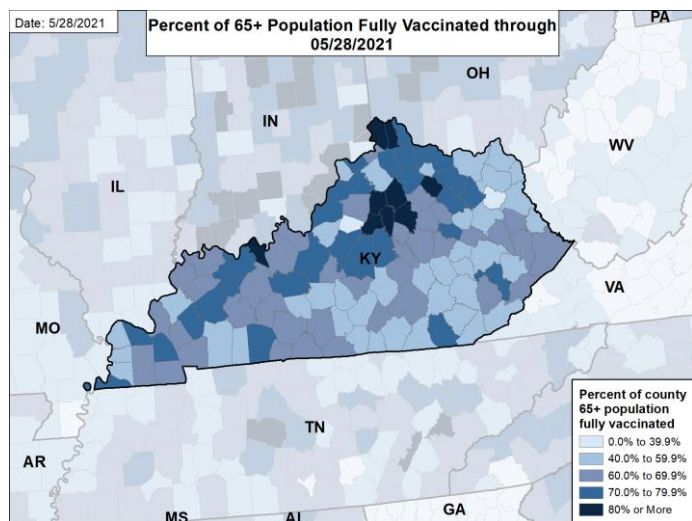 Date: 5/28/2021
Percent of 65+ Population Fully Vaccinated through
05/28/2021
PA
OH
IN
WV
IL
KY
VA
MO
TN
AR
MS
AL
GA
Percent of county
65+ population
fully vaccinated
0.0% to 39.9%
40.0% to 59.9%
60.0% to 69.9%
70.0% to 79.9%
80% or More